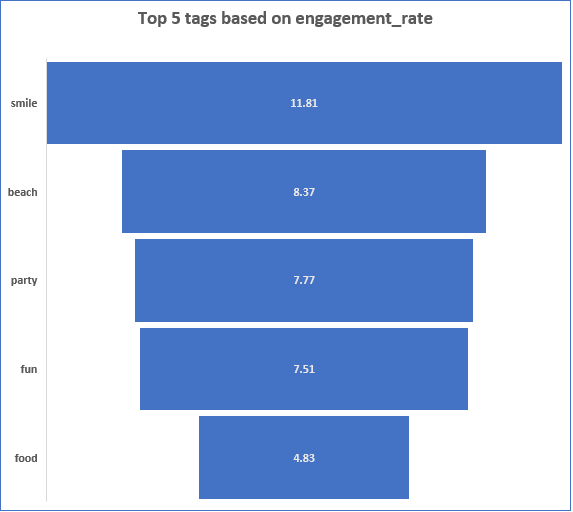 Top 5 tags based on engagement_rate
smile 11.81
beach 8.37
party 7.77
fun 7.51
food 4.83